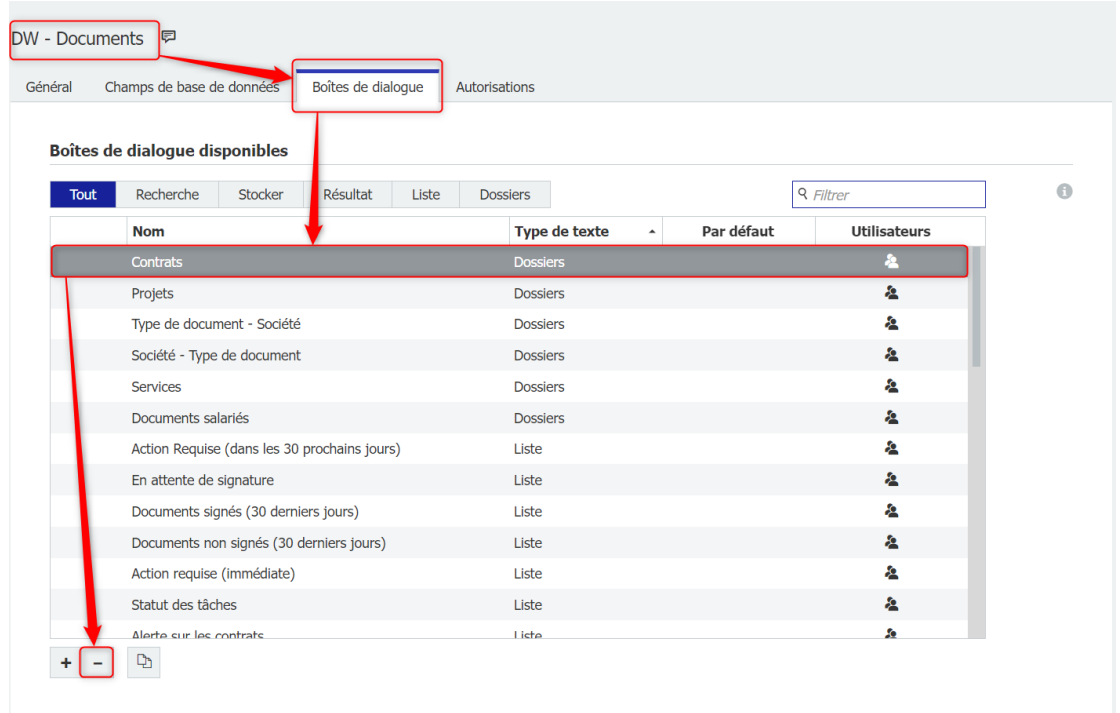 DW - Documents
Général Champs de base de données Boîtes de dialogue Autorisations
Boîtes de dialogue disponibles
Tout Recherche Stocker Résultat Liste Dossiers Filtrer
Nom Type de texte Par défaut Utilisateurs
Contrats Dossiers
Projets Dossiers
Type de document - Société Dossiers
Société - Type de document Dossiers
Services Dossiers
Documents salariés Dossiers
Action Requise (dans les 30 prochains jours) Liste
En attente de signature Liste
Documents signés (30 derniers jours) Liste
Documents non signés (30 derniers jours) Liste
Action requise (immédiate) Liste
Statut des tâches Liste
Alerte sur les contrats Liste